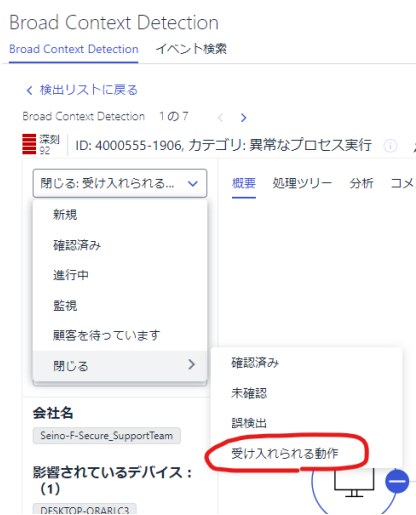 Broad Context Detection
Broad Context Detection イベント検索
検出リストに戻る
Broad Context Detection 1 の 7
深刻
92
ID: 4000555-1906, カテゴリ: 異常なプロセス実行
閉じる: 受け入れられる...
概要 処理ツリー 分析 コメ
新規
確認済み
進行中
監視
顧客を待っています
閉じる
確認済み
未確認
誤検出
受け入れられる動作
会社名
Seino-F-Secure_SupportTeam
影響されているデバイス :
(1)
DESKTOP-QRARLC3